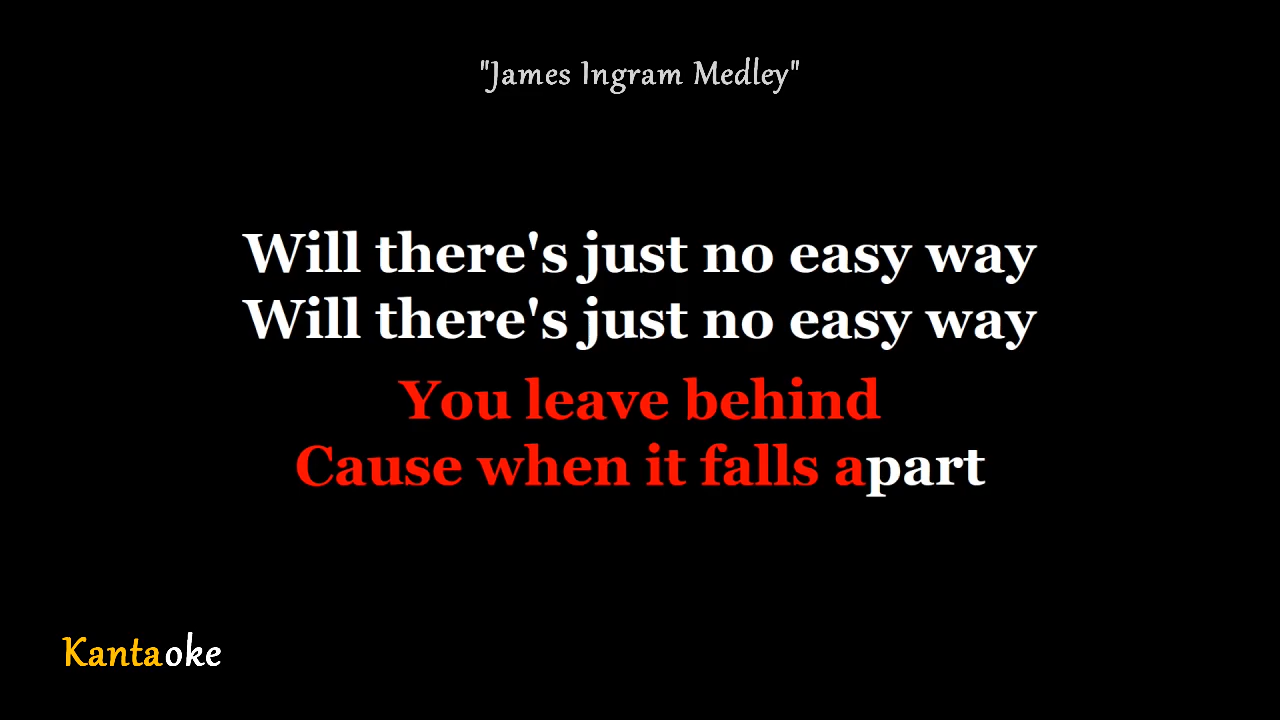 "James Ingram Medley"
Will there's just no easy way
Will there's just no easy way
You leave behind
Cause when it falls apart
Kantaoke